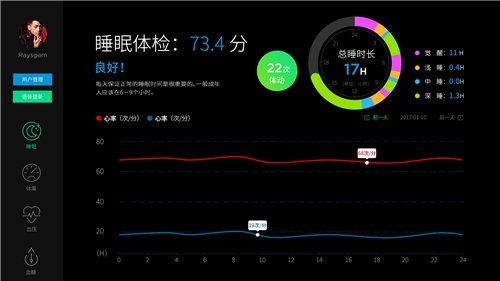 Raysgem
用户管理
语音登录
睡眠
体重
血压
血糖
睡眠体检：73.4 分
良好！
每天保证正常的睡眠时间是很重要的，一般成年
人应该在6-9个小时。
22次
体动
总睡时长
17H
觉醒：11H
浅睡：0.4H
中睡：0.0H
深睡：1.3H
心率（次/分）
心率（次/分）
前一天
2017-01-10
后一天
80
60
40
20
(H)
68次/分
19次/分
0 2 4 6 8 10 12 14 16 18 20 22 24